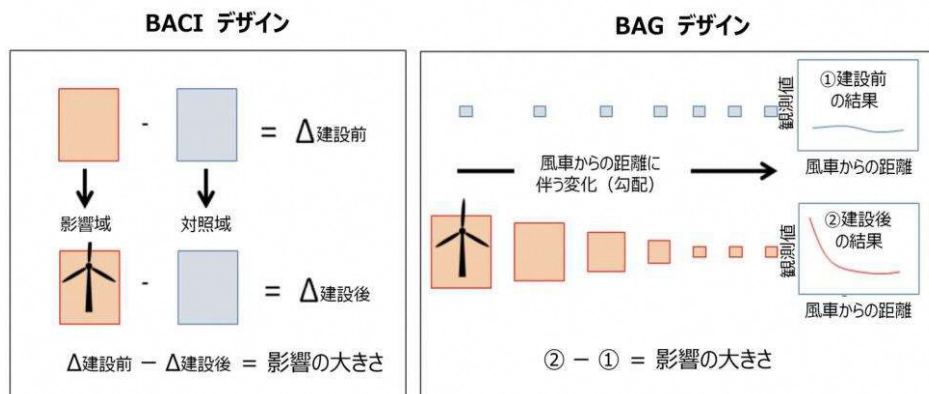 BACI デザイン
- = Δ建設前
影響域 対照域
- = Δ建設後
Δ建設前 − Δ建設後 = 影響の大きさ
BAG デザイン
観測値
①建設前
の結果
風車からの距離
風車からの距離に
伴う変化（勾配）
観測値
②建設後
の結果
風車からの距離
② − ① = 影響の大きさ